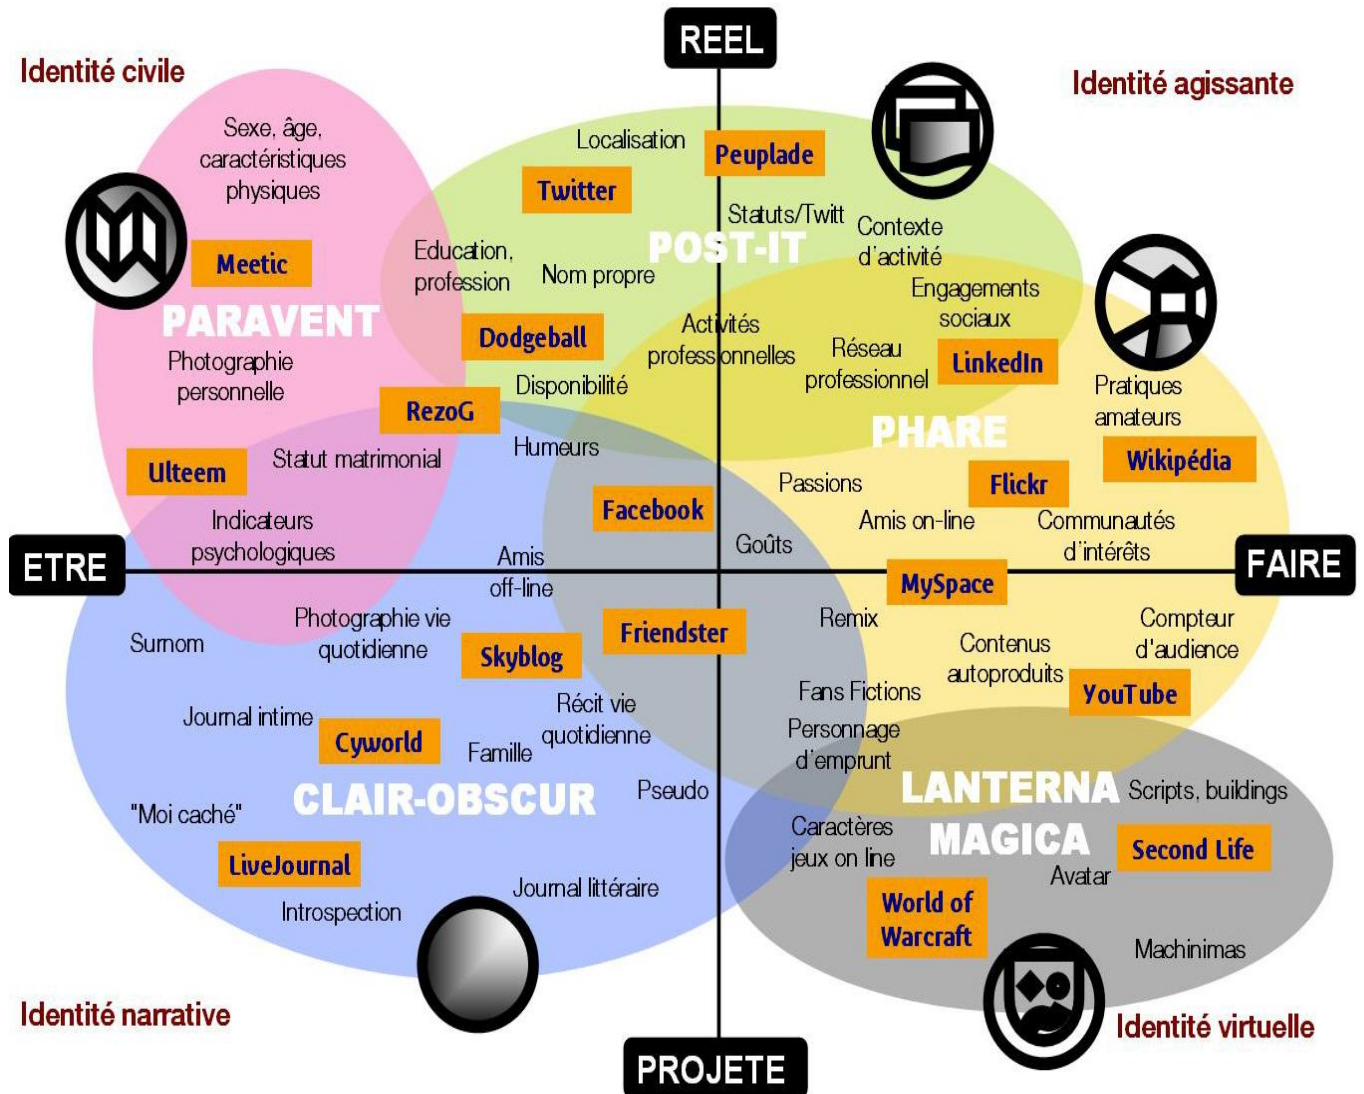 REEL
Identité civile
Identité agissante
Sexe, âge,
caractéristiques
physiques
Localisation
Peuplade
Twitter
Statuts/Twitt
Contexte
d'activité
POST-IT
Meetic
Education,
profession
Nom propre
Engagements
sociaux
PARAVENT
Dodgeball
Activités
professionnelles
Réseau
professionnel
LinkedIn
Photographie
personnelle
Disponibilité
Pratiques
amateurs
RezoG
PHARE
Humeurs
Statut matrimonial
Ulteem
Wikipédia
Passions
Flickr
Facebook
Indicateurs
psychologiques
Amis on-line
Communautés
d'intérêts
Goûts
Amis
off-line
ETRE
FAIRE
MySpace
Photographie vie
quotidienne
Surnom
Friendster
Remix
Compteur
d'audience
Skyblog
Contenus
autoproduits
YouTube
Fans Fictions
Récit vie
quotidienne
Journal intime
Cyworld
Famille
Personnage
d'emprunt
CLAIR-OBSCUR
Pseudo
LANTERNA
MAGICA
Scripts, buildings
"Moi caché"
Caractères
jeux on line
Second Life
LiveJournal
Journal littéraire
Avatar
Introspection
World of
Warcraft
Machinimas
Identité narrative
Identité virtuelle
PROJETE